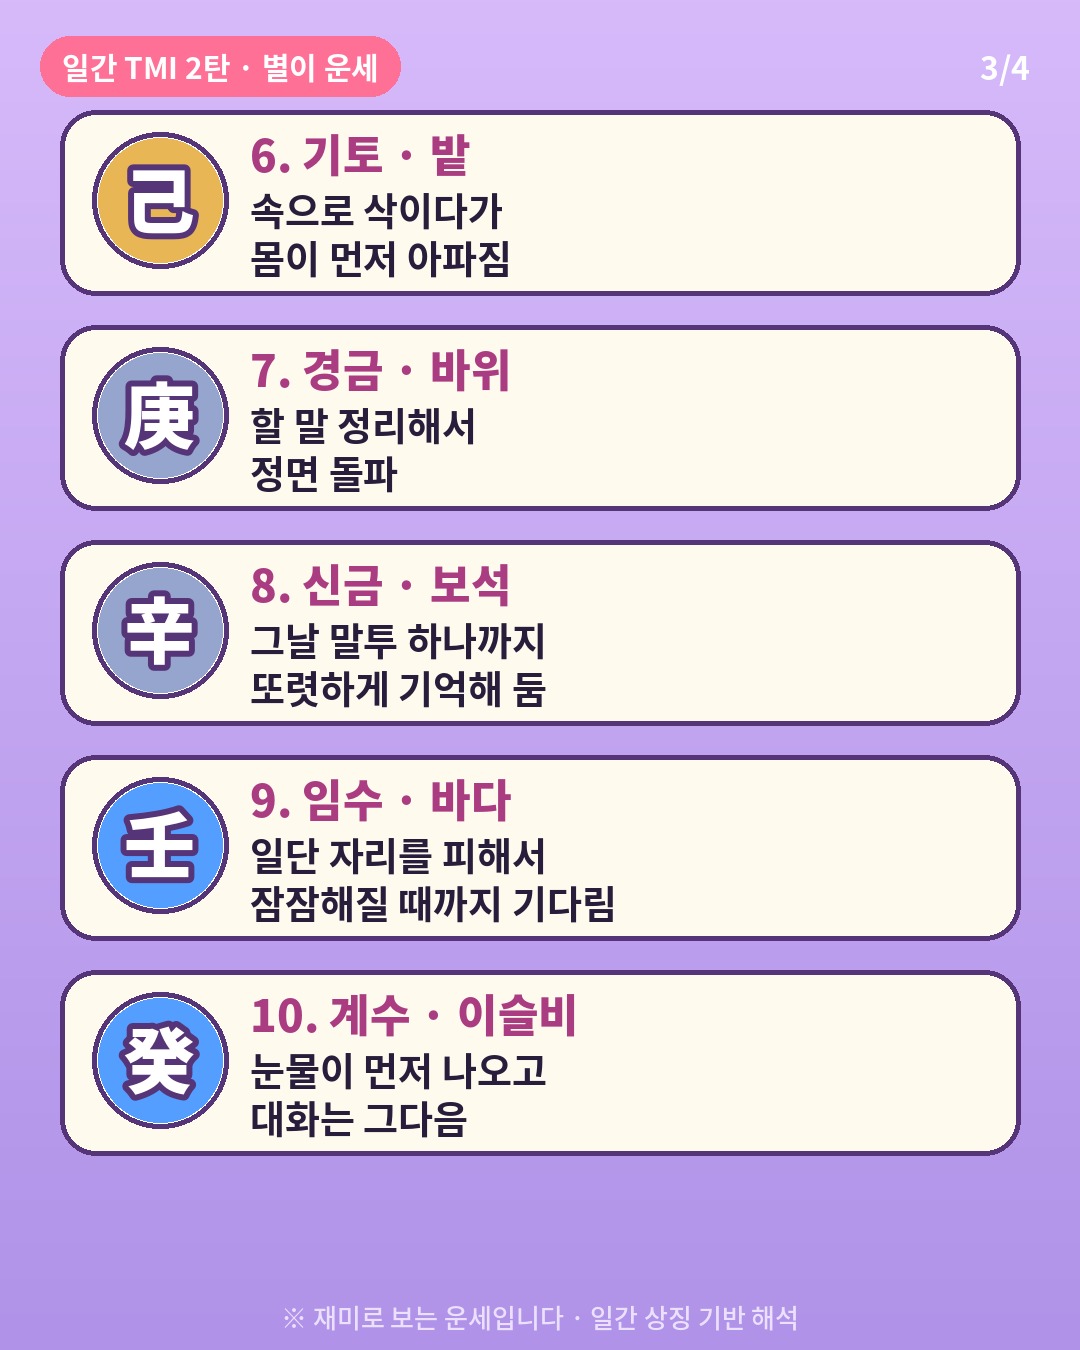 일간 TMI 2탄 · 별이 운세
3/4
己
6. 기토 · 밭
속으로 삭이다가
몸이 먼저 아파짐
庚
7. 경금 · 바위
할 말 정리해서
정면 돌파
辛
8. 신금 · 보석
그날 말투 하나까지
또렷하게 기억해 둠
壬
9. 임수 · 바다
일단 자리를 피해서
잠잠해질 때까지 기다림
癸
10. 계수 · 이슬비
눈물이 먼저 나오고
대화는 그다음
※ 재미로 보는 운세입니다 · 일간 상징 기반 해석